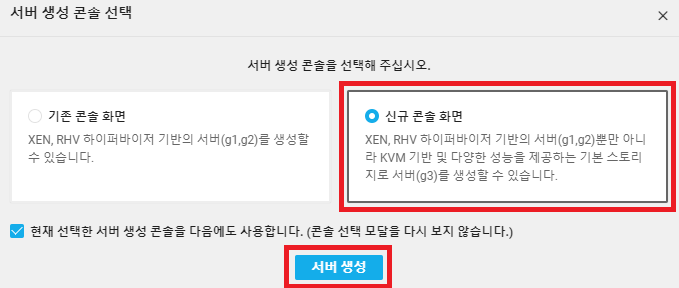 서버 생성 콘솔 선택
서버 생성 콘솔을 선택해 주십시오.
기존 콘솔 화면
XEN, RHV 하이퍼바이저 기반의 서버(g1,g2)를 생성할
수 있습니다.
신규 콘솔 화면
XEN, RHV 하이퍼바이저 기반의 서버(g1,g2)뿐만 아니
라 KVM 기반 및 다양한 성능을 제공하는 기본 스토리
지로 서버(g3)를 생성할 수 있습니다.
현재 선택한 서버 생성 콘솔을 다음에도 사용합니다. (콘솔 선택 모달을 다시 보지 않습니다.)
서버 생성